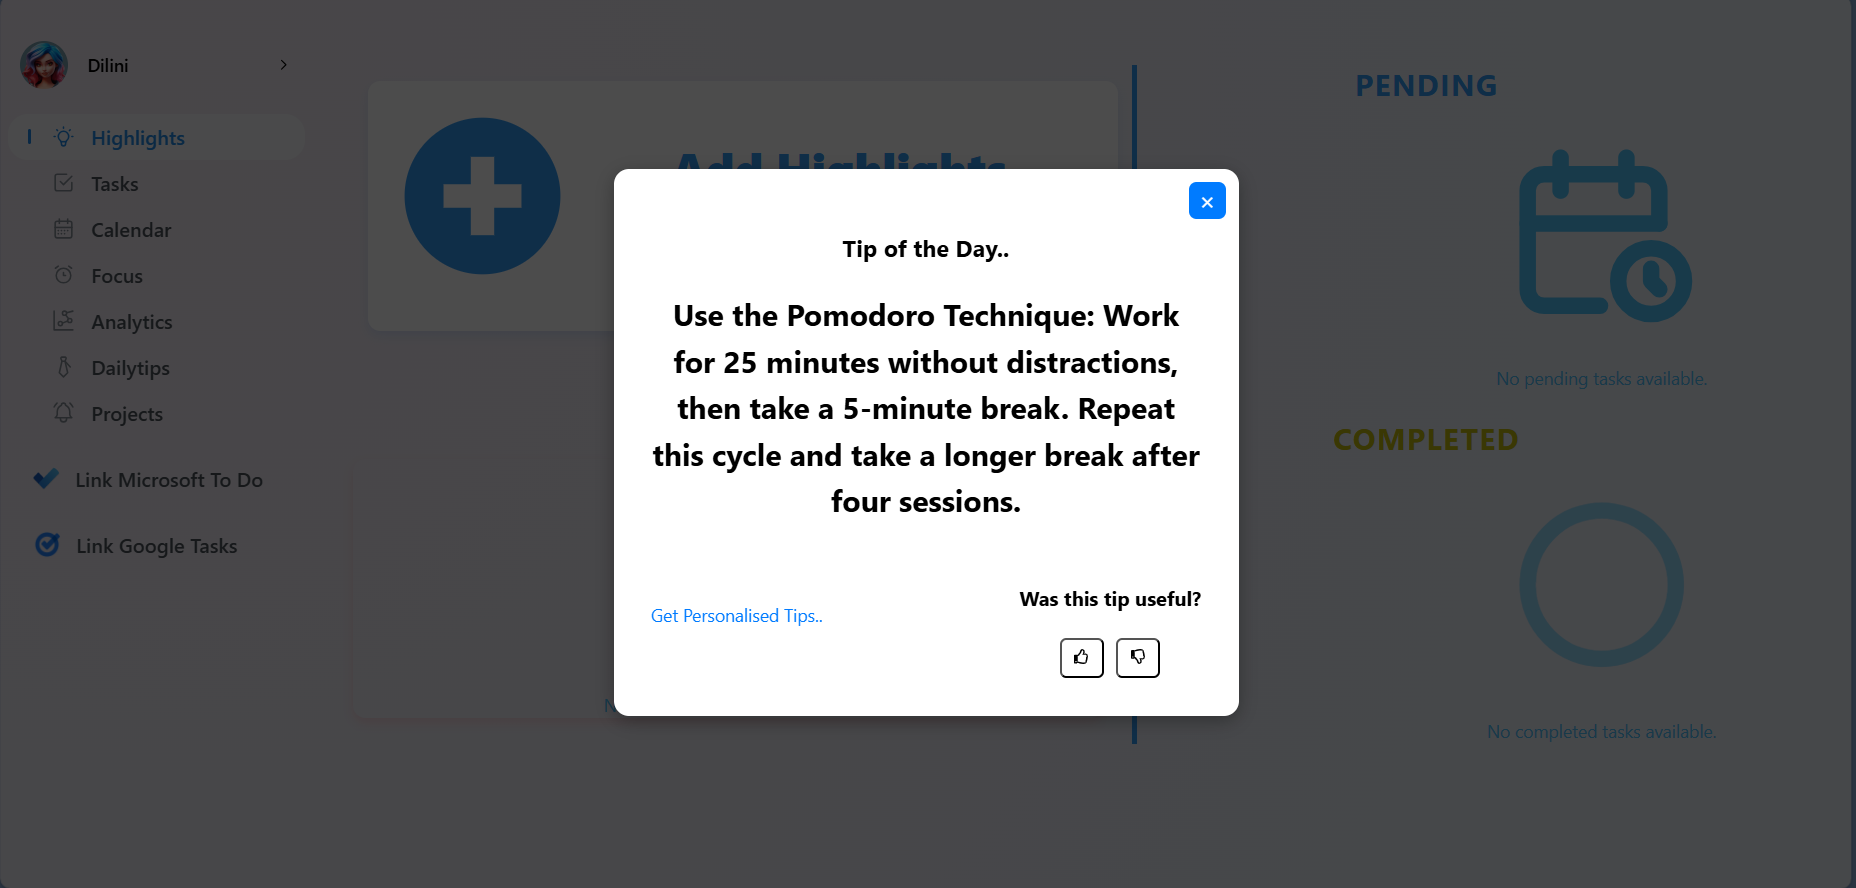 Dilini
Highlights
Tasks
Calendar
Focus
Analytics
Dailytips
Projects
Link Microsoft To Do
Link Google Tasks
Add Highlights
Tip of the Day..
Use the Pomodoro Technique: Work
for 25 minutes without distractions,
then take a 5-minute break. Repeat
this cycle and take a longer break after
four sessions.
Get Personalised Tips..
Was this tip useful?
PENDING
No pending tasks available.
COMPLETED
No completed tasks available.